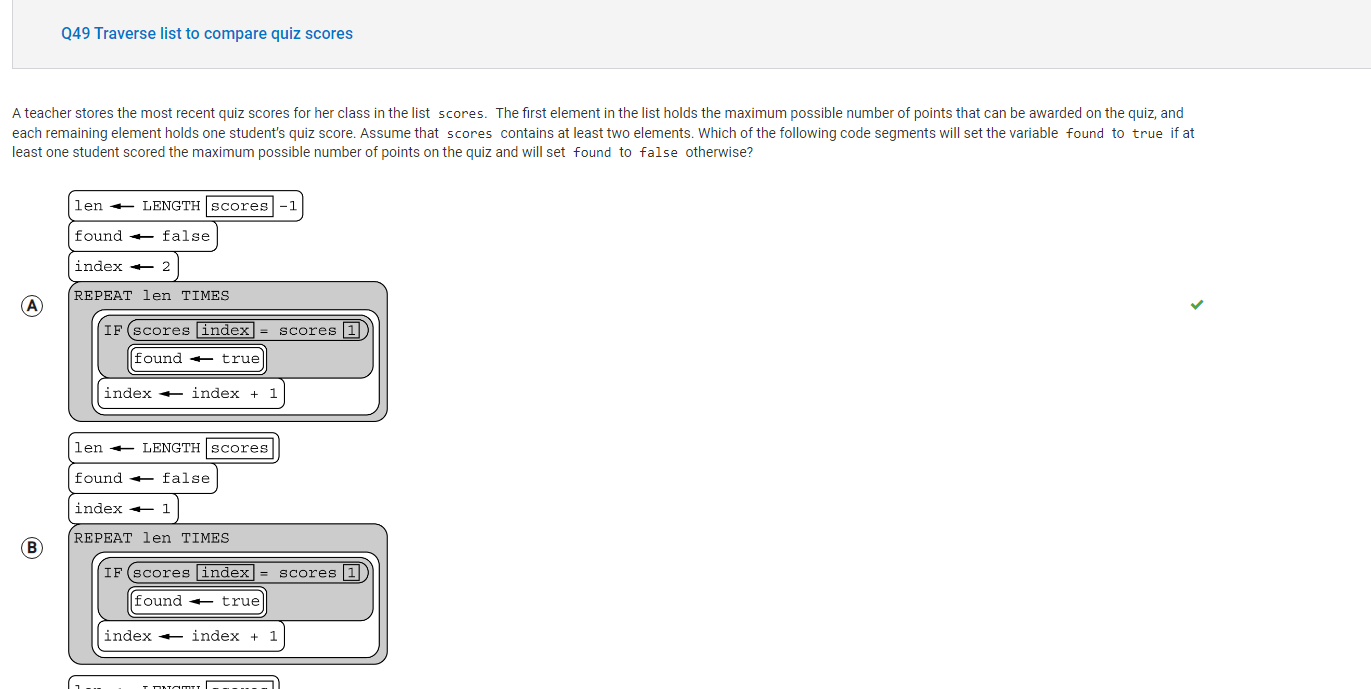 Q49 Traverse list to compare quiz scores
A teacher stores the most recent quiz scores for her class in the list scores. The first element in the list holds the maximum possible number of points that can be awarded on the quiz, and
each remaining element holds one student's quiz score. Assume that scores contains at least two elements. Which of the following code segments will set the variable found to true if at
least one student scored the maximum possible number of points on the quiz and will set found to false otherwise?
len ← LENGTH scores -1
found ← false
index ← 2
A
REPEAT len TIMES
IF scores index = scores 1
found ← true
index ← index + 1
len ← LENGTH scores
found ← false
index ← 1
B
REPEAT len TIMES
IF scores index = scores 1
found ← true
index ← index + 1